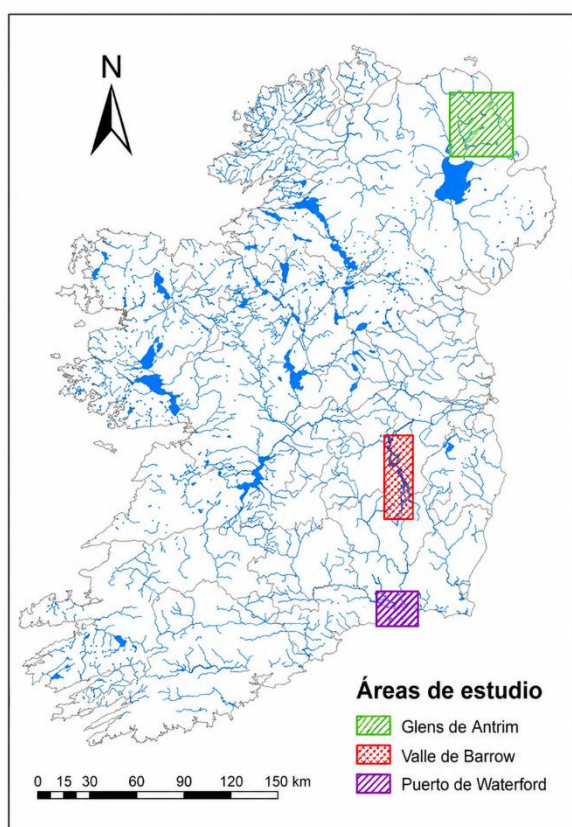 N
Áreas de estudio
Glens de Antrim
Valle de Barrow
Puerto de Waterford
0 15 30 60 90 120 150 km